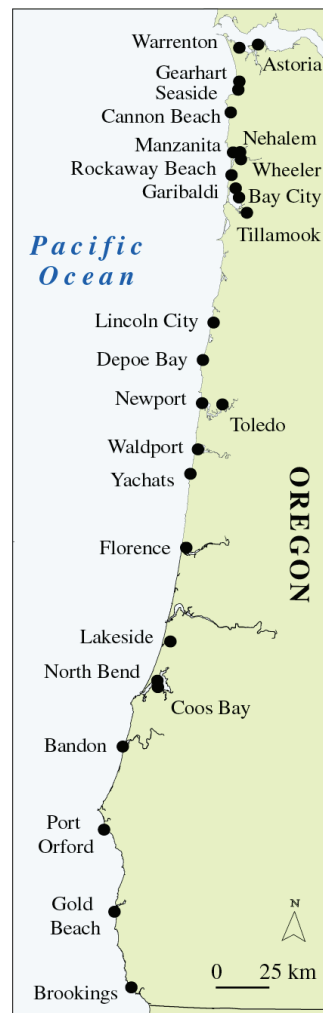 Warrenton
Astoria
Gearhart
Seaside
Cannon Beach
Manzanita
Nehalem
Rockaway Beach
Wheeler
Garibaldi
Bay City
Tillamook
Pacific
Ocean
Lincoln City
Depoe Bay
Newport
Toledo
Waldport
Yachats
OREGON
Florence
Lakeside
North Bend
Coos Bay
Bandon
Port
Orford
Gold
Beach
N
0 25 km
Brookings